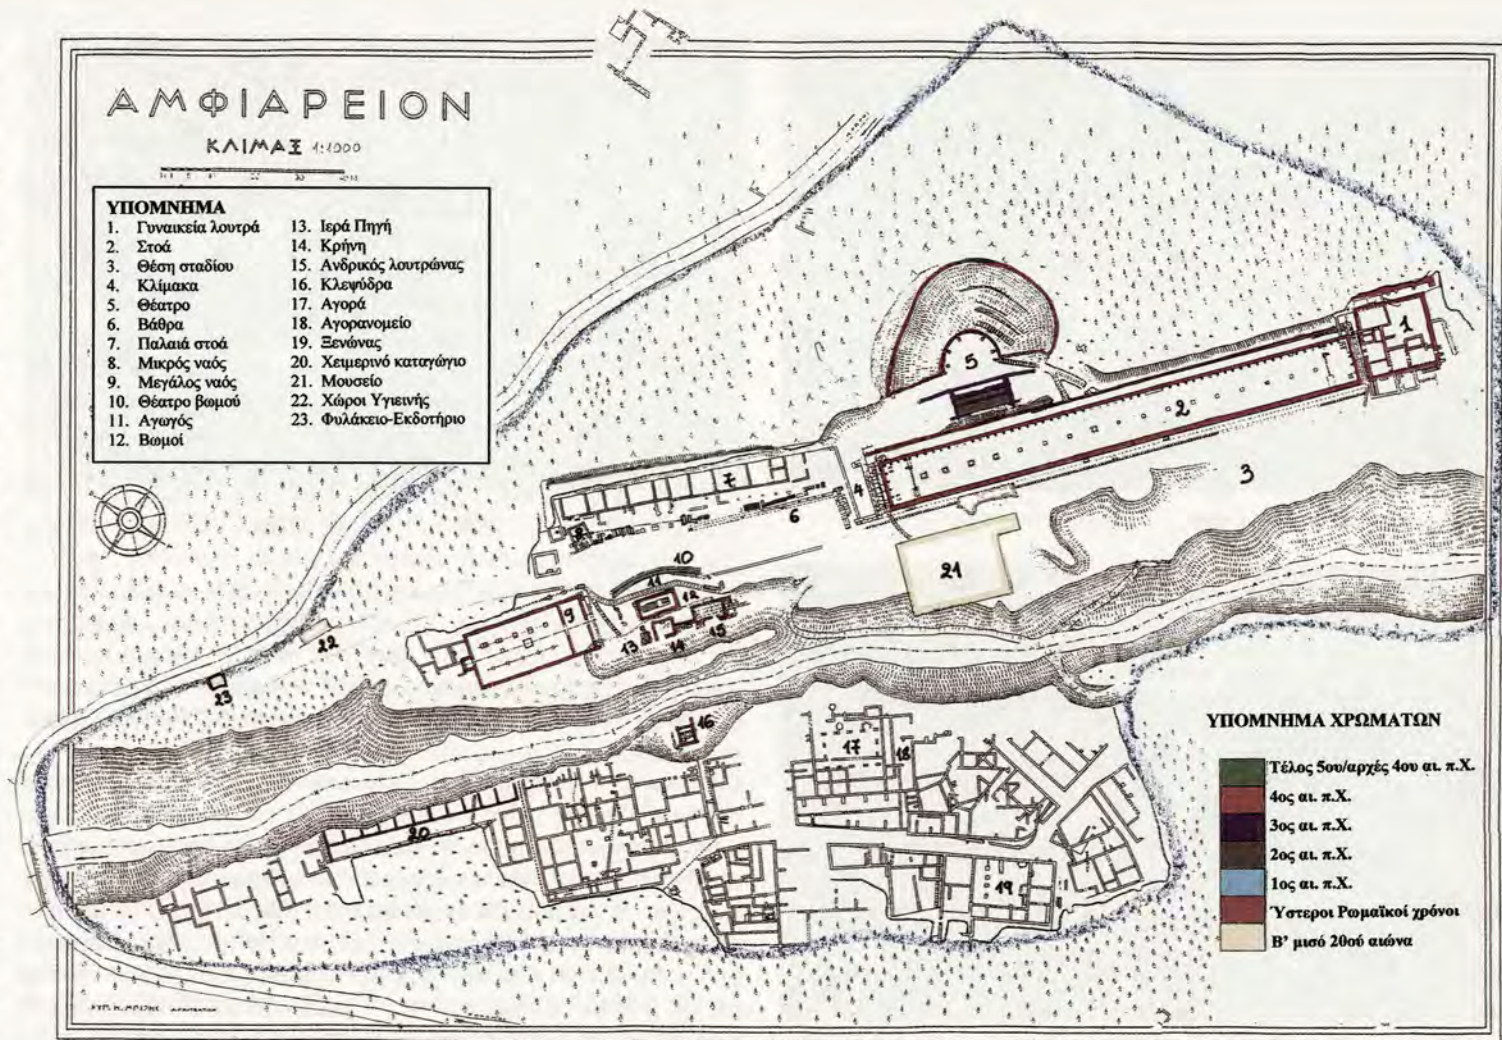 ΑΜΦΙΑΡΕΙΟΝ
ΚΛΙΜΑΞ 1:1000
ΥΠΟΜΝΗΜΑ
1. Γυναικεία λουτρά
2. Στοά
3. Θέση σταδίου
4. Κλίμακα
5. Θέατρο
6. Βάθρα
7. Παλαιά στοά
8. Μικρός ναός
9. Μεγάλος ναός
10. Θέατρο βωμού
11. Αγωγός
12. Βωμοί
13. Ιερά Πηγή
14. Κρήνη
15. Ανδρικός λουτρώνας
16. Κλεψύδρα
17. Αγορά
18. Αγορανομείο
19. Ξενώνας
20. Χειμερινό καταγώγιο
21. Μουσείο
22. Χώροι Υγιεινής
23. Φυλάκειο-Εκδοτήριο
1
5
2
3
4
7
6
8
10
21
11
12
9
15
13
14
22
23
16
17
18
20
19
ΥΠΟΜΝΗΜΑ ΧΡΩΜΑΤΩΝ
Τέλος 5ου/αρχές 4ου αι. π.Χ.
4ος αι. π.Χ.
3ος αι. π.Χ.
2ος αι. π.Χ.
1ος αι. π.Χ.
Ύστεροι Ρωμαϊκοί χρόνοι
Β' μισό 20ού αιώνα